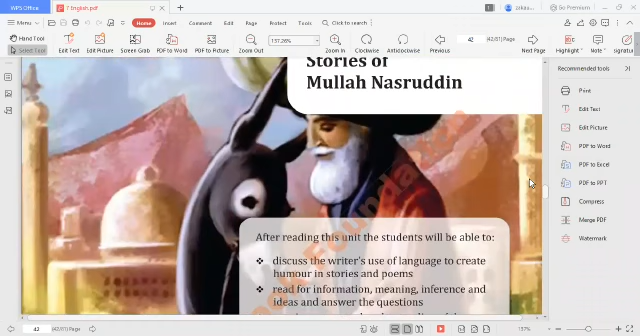 WPS Office
7 English.pdf
Go Premium
Menu
Home
Insert
Comment
Edit
Page
Protect
Tools
Click to search
Hand Tool
Select Tool
Edit Text
Edit Picture
Screen Grab
PDF to Word
PDF to Picture
Zoom Out
157.26%
Zoom In
Clockwise
Anticlockwise
Previous
42
(42/81) Page
Next Page
Highlight
Note
Stories of
Mullah Nasruddin
After reading this unit the students will be able to:
❖ discuss the writer's use of language to create
humour in stories and poems
❖ read for information, meaning, inference and
ideas and answer the questions
Recommended tools
Print
Edit Text
Edit Picture
PDF to Word
PDF to Excel
PDF to PPT
Compress
Merge PDF
Watermark
42
(42/81) Page
157%